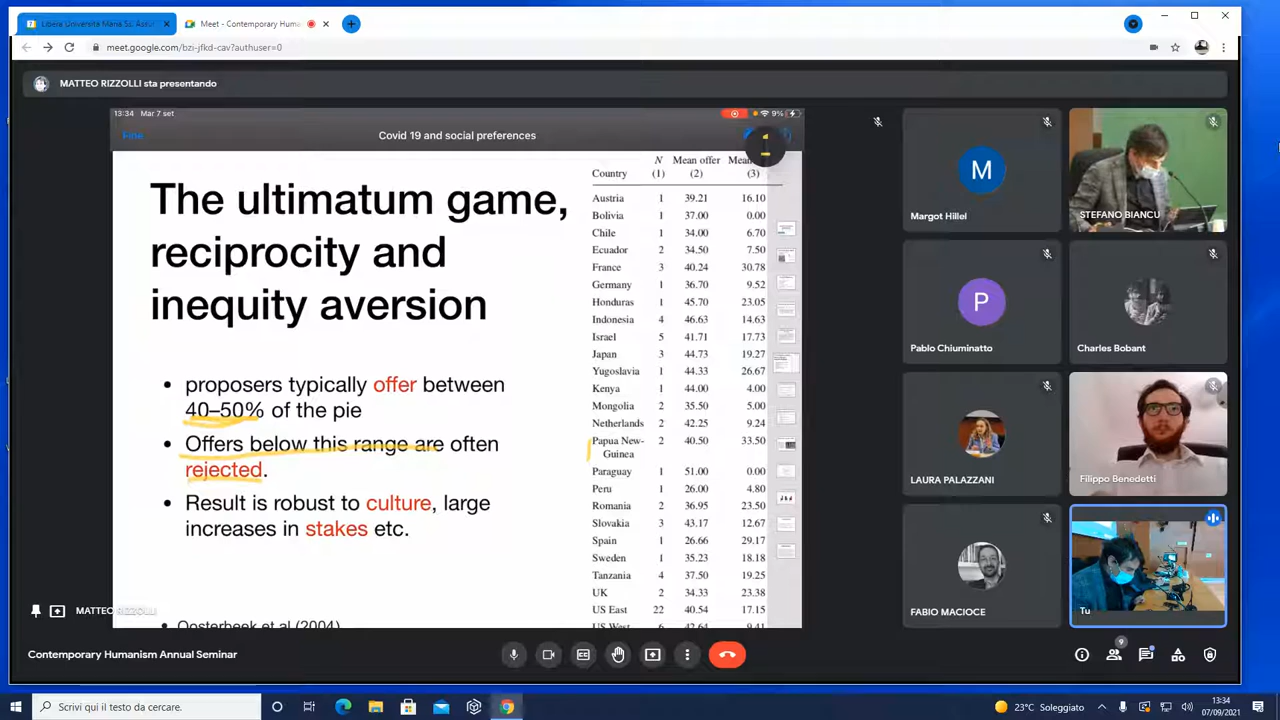 Libera Università Maria Ss. Assu
Meet - Contemporary Huma
meet.google.com/bzi-jfkd-cav?authuser=0
MATTEO RIZZOLLI sta presentando
13:34 Mar 7 set
9%
Fine
Covid 19 and social preferences
The ultimatum game,
reciprocity and
inequity aversion
• proposers typically offer between
40–50% of the pie
• Offers below this range are often
rejected.
• Result is robust to culture, large
increases in stakes etc.
• Oosterbeek et al (2004)
N Mean offer Mean
Country (1) (2) (3)
Austria 1 39.21 16.10
Bolivia 1 37.00 0.00
Chile 1 34.00 6.70
Ecuador 2 34.50 7.50
France 3 40.24 30.78
Germany 1 36.70 9.52
Honduras 1 45.70 23.05
Indonesia 4 46.63 14.63
Israel 5 41.71 17.73
Japan 3 44.73 19.27
Yugoslavia 1 44.33 26.67
Kenya 1 44.00 4.00
Mongolia 2 35.50 5.00
Netherlands 2 42.25 9.24
Papua New- 2 40.50 33.50
Guinea
Paraguay 1 51.00 0.00
Peru 1 26.00 4.80
Romania 2 36.95 23.50
Slovakia 3 43.17 12.67
Spain 1 26.66 29.17
Sweden 1 35.23 18.18
Tanzania 4 37.50 19.25
UK 2 34.33 23.38
US East 22 40.54 17.15
US West 6 42.64 9.41
MATTEO RIZZOLLI
M
Margot Hillel
STEFANO BIANCU
P
Pablo Chiuminatto
Charles Bobant
LAURA PALAZZANI
Filippo Benedetti
FABIO MACIOCE
Tu
Contemporary Humanism Annual Seminar
9
Scrivi qui il testo da cercare.
23°C Soleggiato
13:34
07/09/2021